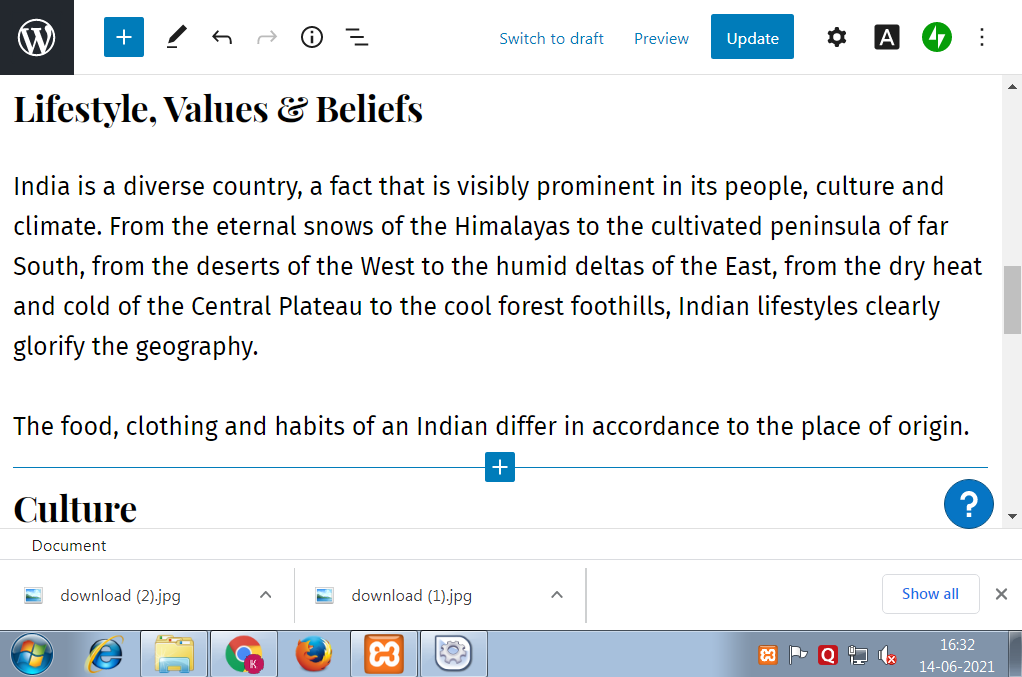 Switch to draft Preview Update A
Lifestyle, Values & Beliefs
India is a diverse country, a fact that is visibly prominent in its people, culture and
climate. From the eternal snows of the Himalayas to the cultivated peninsula of far
South, from the deserts of the West to the humid deltas of the East, from the dry heat
and cold of the Central Plateau to the cool forest foothills, Indian lifestyles clearly
glorify the geography.
The food, clothing and habits of an Indian differ in accordance to the place of origin.
Culture
?
Document
download (2).jpg download (1).jpg Show all
K Q 16:32
14-06-2021